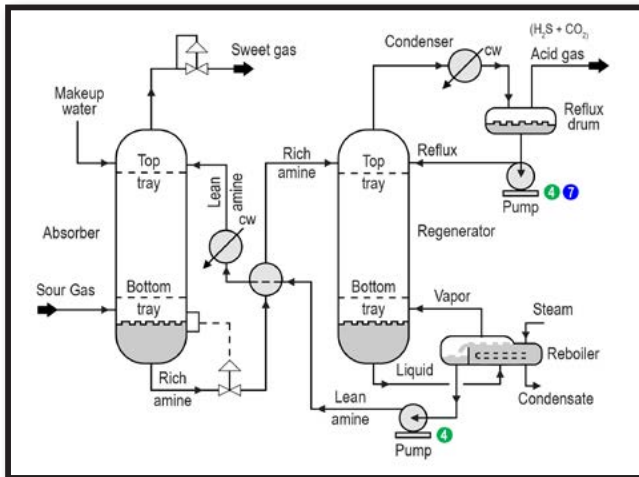 (H₂S + CO₂)
Acid gas
Condenser
cw
Sweet gas
Reflux
drum
Makeup
water
Rich
amine
Reflux
Top
tray
Lean
amine
Top
tray
Pump
4
7
cw
Absorber
Regenerator
Sour Gas
Bottom
tray
Bottom
tray
Vapor
Steam
Reboiler
Rich
amine
Liquid
Lean
amine
Condensate
Pump
4